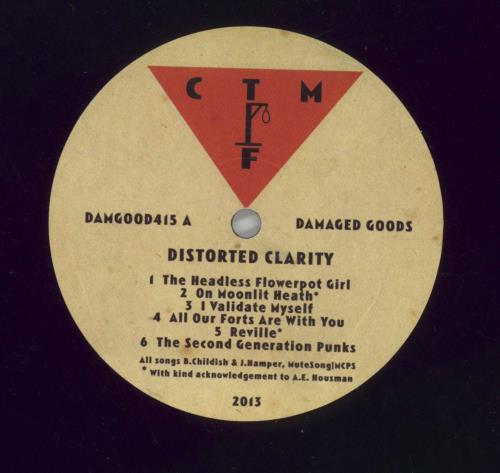 C T M
F
DAMGOOD415 A DAMAGED GOODS
DISTORTED CLARITY
1 The Headless Flowerpot Girl
2 On Moonlit Heath*
3 I Validate Myself
4 All Our Forts Are With You
5 Reville*
6 The Second Generation Punks
All songs B.Childish & J.Hamper, MuteSong/MCPS
* With kind acknowledgement to A.E. Housman
2013